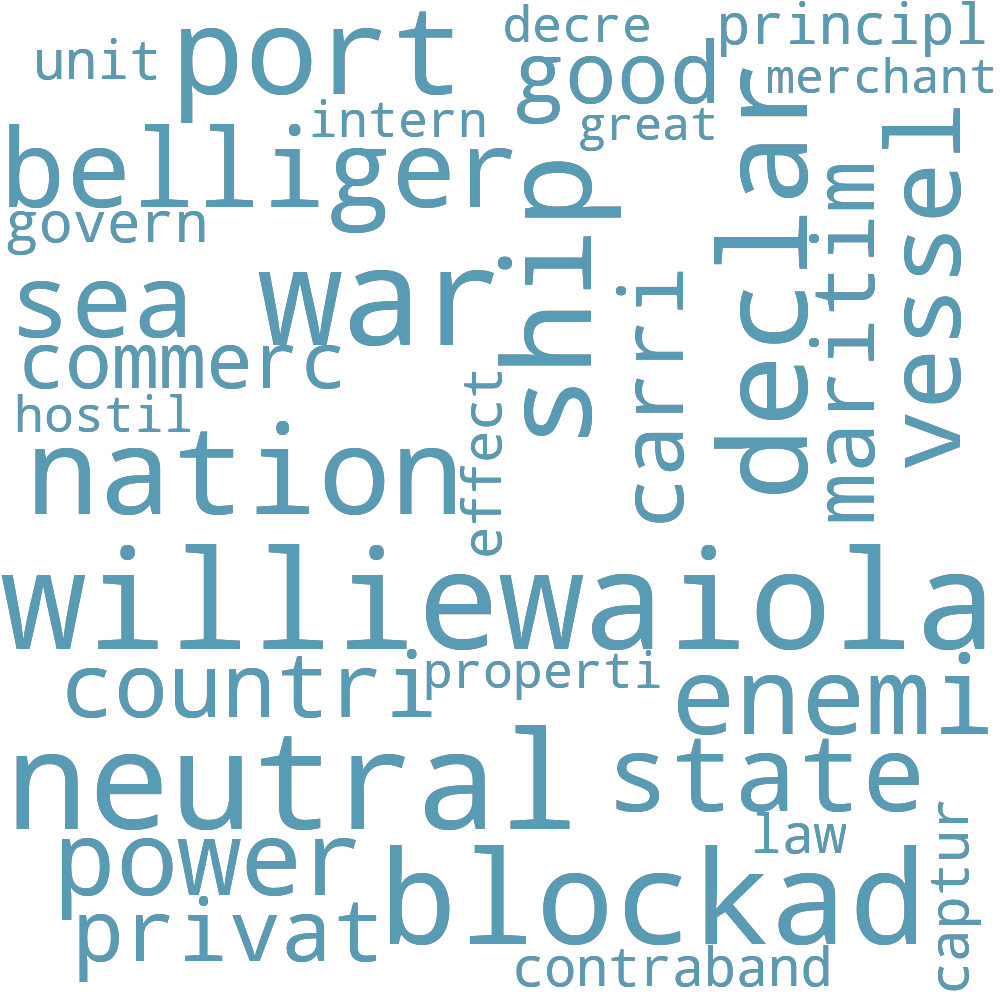 decre
principl
unit
port
good
merchant
intern
great
belliger
declar
vessel
govern
ship
maritim
sea
war
carri
commerc
hostil
effect
nation
williewaiola
countri
properti
enemi
neutral
state
law
captur
power
blockad
privat
contraband